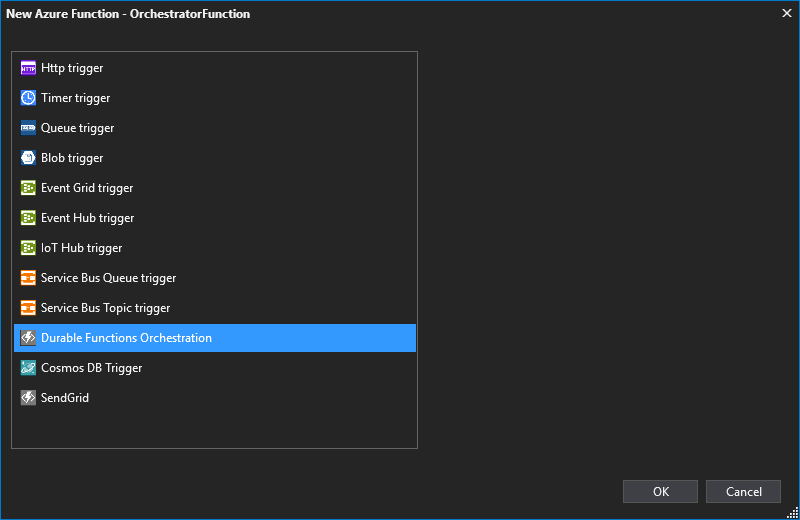 New Azure Function - OrchestratorFunction
HTTP Http trigger
Timer trigger
Queue trigger
Blob trigger
Event Grid trigger
Event Hub trigger
IoT Hub trigger
Service Bus Queue trigger
Service Bus Topic trigger
Durable Functions Orchestration
Cosmos DB Trigger
SendGrid
OK Cancel